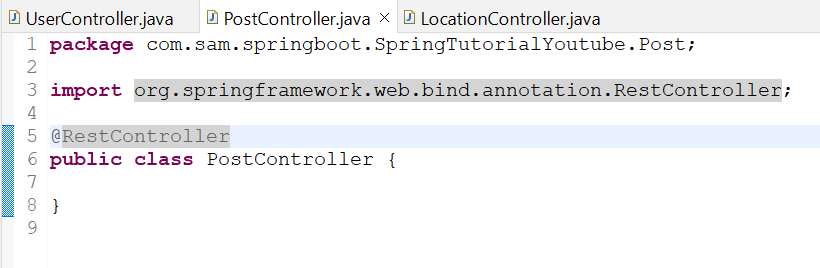 UserController.java PostController.java LocationController.java
1 package com.sam.springboot.SpringTutorialYoutube.Post;
2
3 import org.springframework.web.bind.annotation.RestController;
4
5 @RestController
6 public class PostController {
7
8 }
9